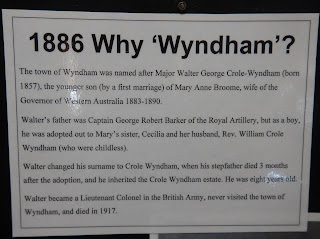 1886 Why ‘Wyndham’?
The town of Wyndham was named after Major Walter George Crole-Wyndham (born
1857), the younger son (by a first marriage) of Mary Anne Broome, wife of the
Governor of Western Australia 1883-1890.
Walter's father was Captain George Robert Barker of the Royal Artillery, but as a boy,
he was adopted out to Mary's sister, Cecilia and her husband, Rev. William Crole
Wyndham (who were childless).
Walter changed his surname to Crole Wyndham, when his stepfather died 3 months
after the adoption, and he inherited the Crole Wyndham estate. He was eight years old.
Walter became a Lieutenant Colonel in the British Army, never visited the town of
Wyndham, and died in 1917.